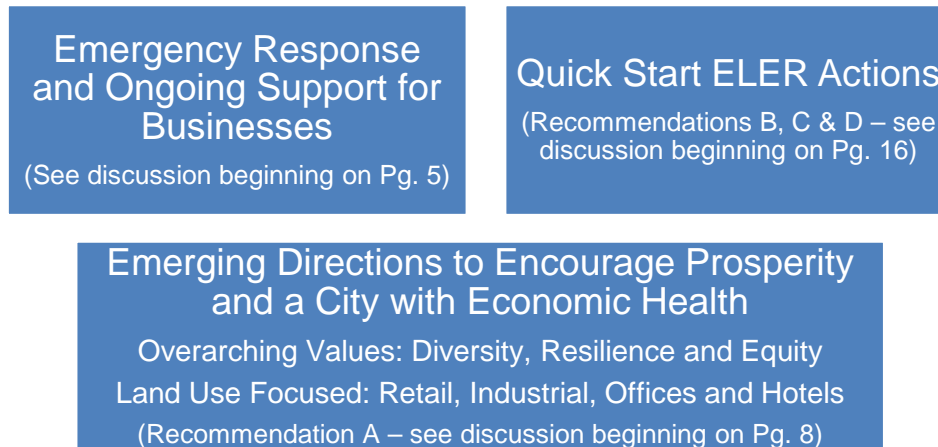 Emergency Response
and Ongoing Support for
Businesses
(See discussion beginning on Pg. 5)
Quick Start ELER Actions
(Recommendations B, C & D – see
discussion beginning on Pg. 16)
Emerging Directions to Encourage Prosperity
and a City with Economic Health
Overarching Values: Diversity, Resilience and Equity
Land Use Focused: Retail, Industrial, Offices and Hotels
(Recommendation A – see discussion beginning on Pg. 8)